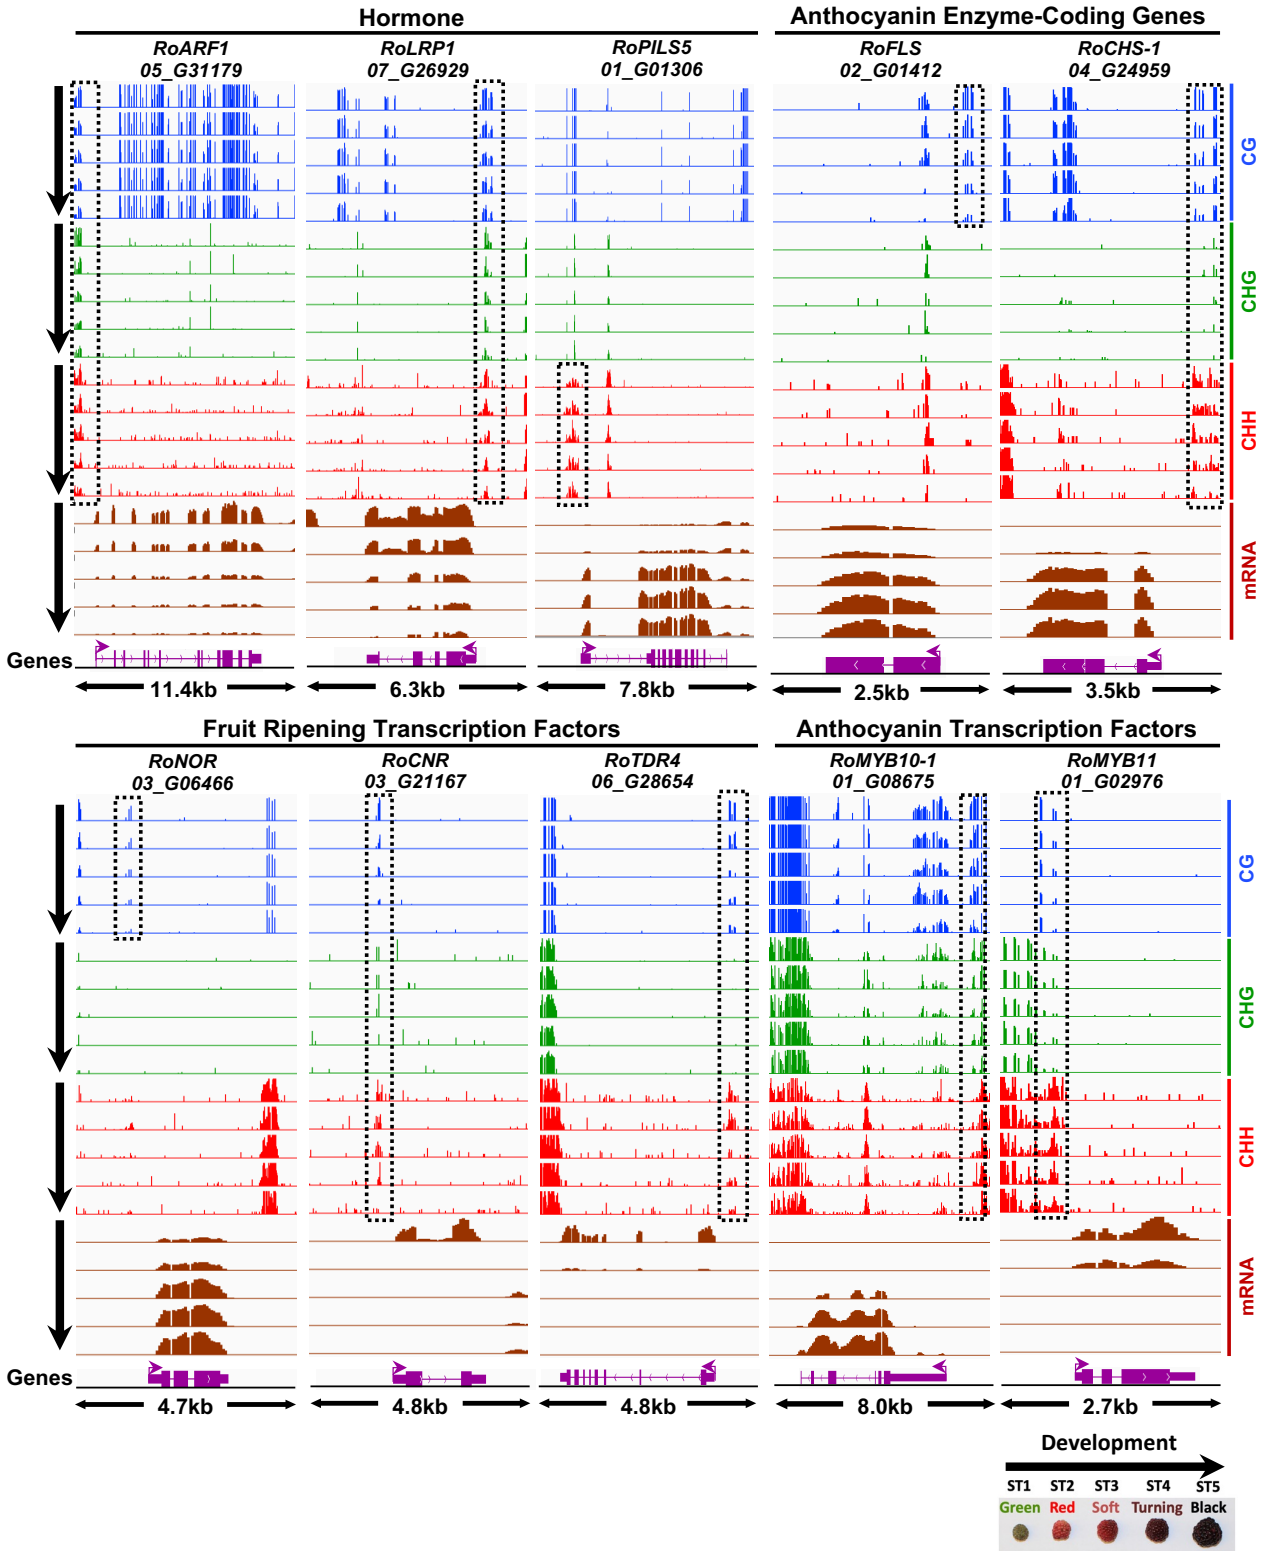 Hormone
Anthocyanin Enzyme-Coding Genes
RoARF1
05_G31179
RoLRP1
07_G26929
RoPILS5
01_G01306
RoFLS
02_G01412
RoCHS-1
04_G24959
CG
CHG
CHH
mRNA
Genes
11.4kb
6.3kb
7.8kb
2.5kb
3.5kb
Fruit Ripening Transcription Factors
Anthocyanin Transcription Factors
RoNOR
03_G06466
RoCNR
03_G21167
RoTDR4
06_G28654
RoMYB10-1
01_G08675
RoMYB11
01_G02976
CG
CHG
CHH
mRNA
Genes
4.7kb
4.8kb
4.8kb
8.0kb
2.7kb
Development
ST1 ST2 ST3 ST4 ST5
Green Red Soft Turning Black